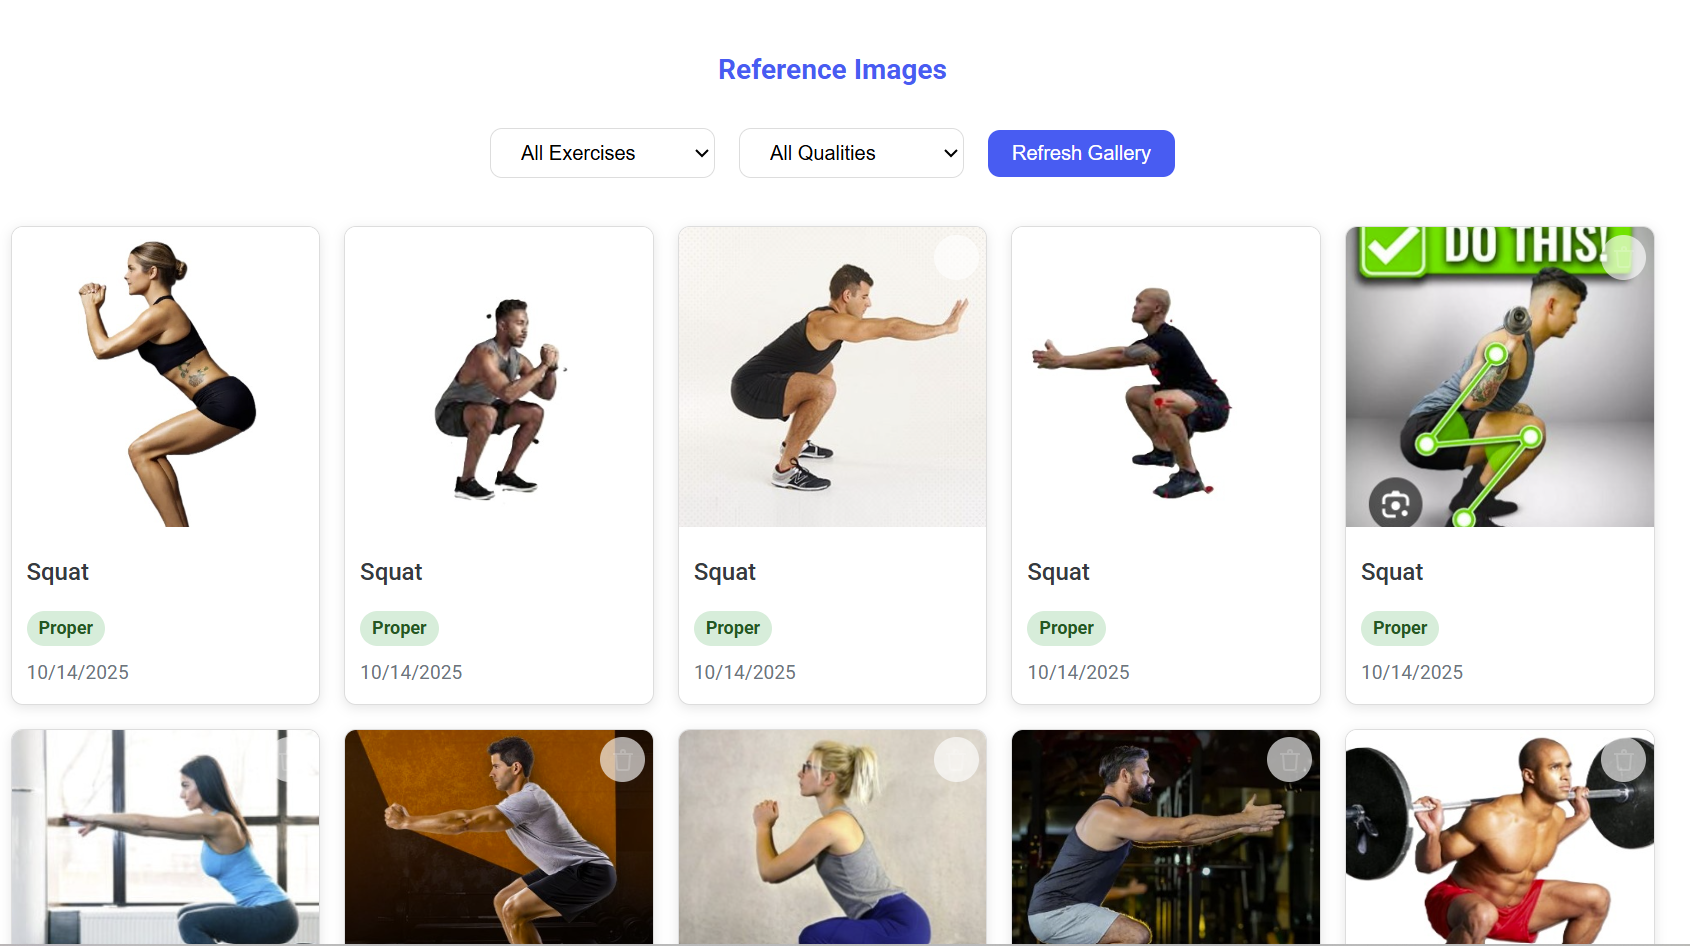 Reference Images
All Exercises
All Qualities
Refresh Gallery
DO THIS!
Squat
Proper
10/14/2025
Squat
Proper
10/14/2025
Squat
Proper
10/14/2025
Squat
Proper
10/14/2025
Squat
Proper
10/14/2025